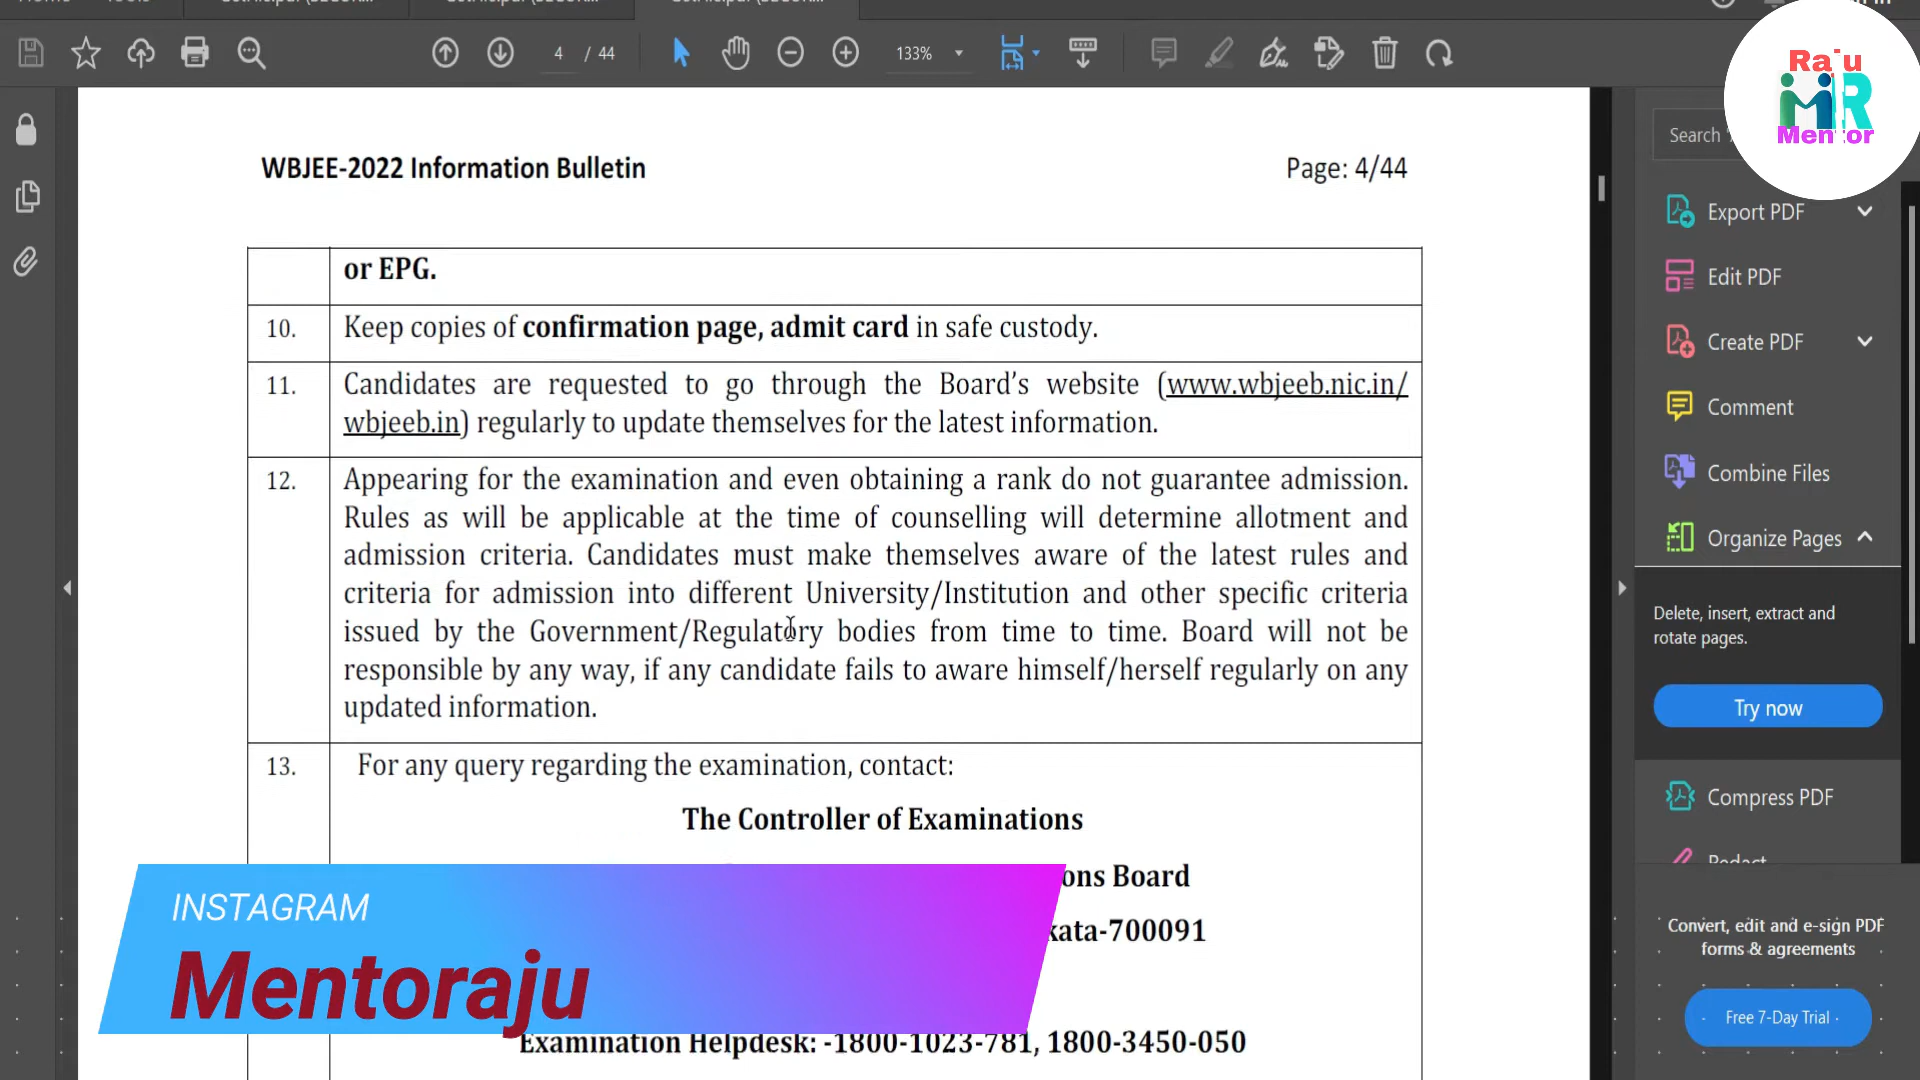 4 / 44
133%
Raju
MR
Mentor
Search
WBJEE-2022 Information Bulletin
Page: 4/44
or EPG.
10. Keep copies of confirmation page, admit card in safe custody.
11. Candidates are requested to go through the Board's website (www.wbjeeb.nic.in/
wbjeeb.in) regularly to update themselves for the latest information.
12. Appearing for the examination and even obtaining a rank do not guarantee admission.
Rules as will be applicable at the time of counselling will determine allotment and
admission criteria. Candidates must make themselves aware of the latest rules and
criteria for admission into different University/Institution and other specific criteria
issued by the Government/Regulatory bodies from time to time. Board will not be
responsible by any way, if any candidate fails to aware himself/herself regularly on any
updated information.
13. For any query regarding the examination, contact:
The Controller of Examinations
ons Board
kata-700091
Examination Helpdesk: -1800-1023-781, 1800-3450-050
INSTAGRAM
Mentoraju
Export PDF
Edit PDF
Create PDF
Comment
Combine Files
Organize Pages
Delete, insert, extract and
rotate pages.
Try now
Compress PDF
Redact
Convert, edit and e-sign PDF
forms & agreements
Free 7-Day Trial